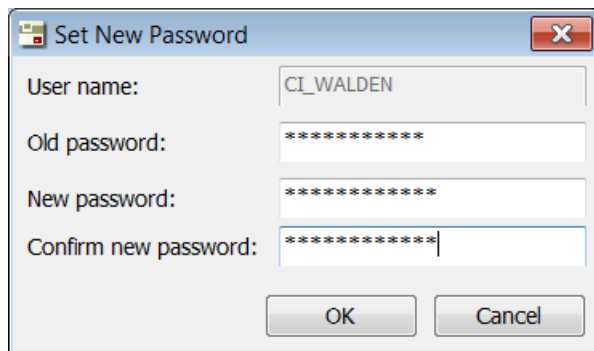 Set New Password
User name: CI_WALDEN
Old password: ***********
New password: ************
Confirm new password: ************
OK Cancel